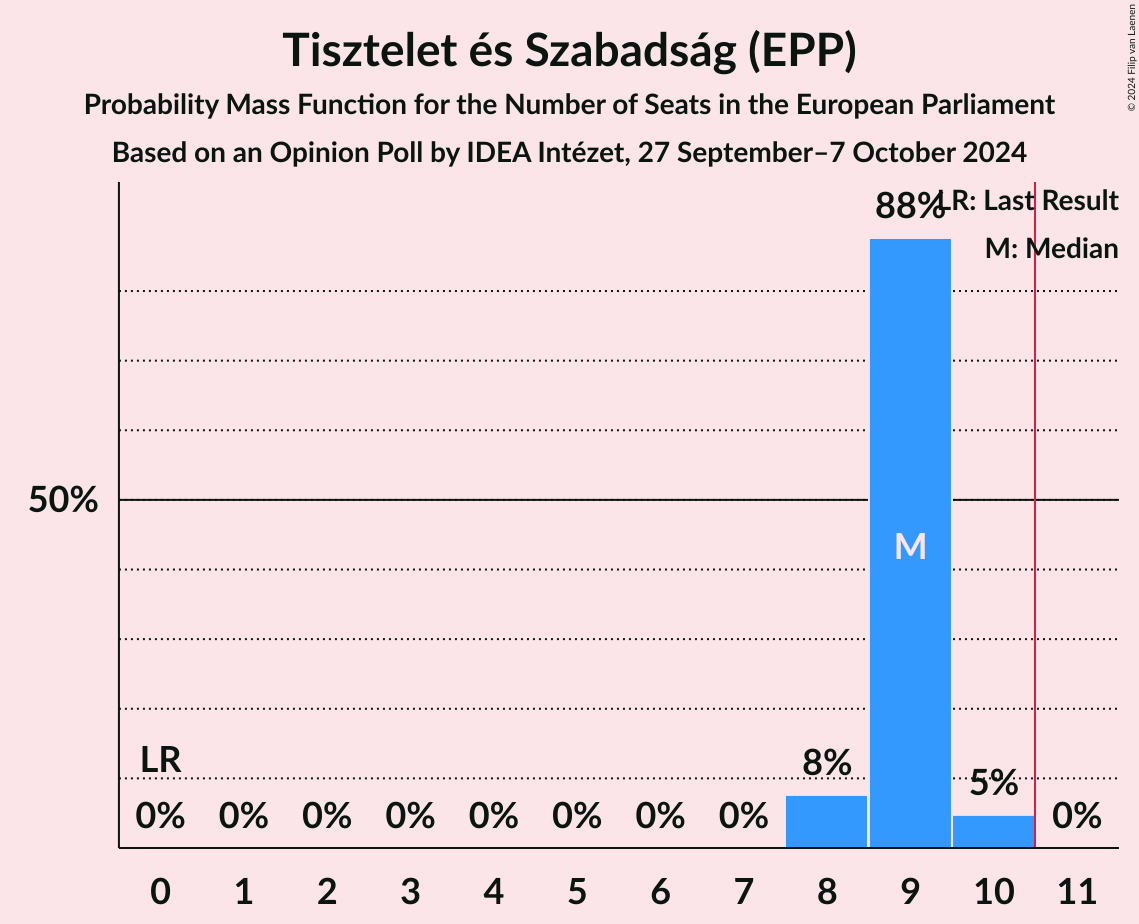 Tisztelet és Szabadság (EPP)
Probability Mass Function for the Number of Seats in the European Parliament
Based on an Opinion Poll by IDEA Intézet, 27 September–7 October 2024
© 2024 Filip van Laenen
LR: Last Result
M: Median
88%
50%
M
LR
0% 0% 0% 0% 0% 0% 0% 0% 8% 5% 0%
0 1 2 3 4 5 6 7 8 9 10 11